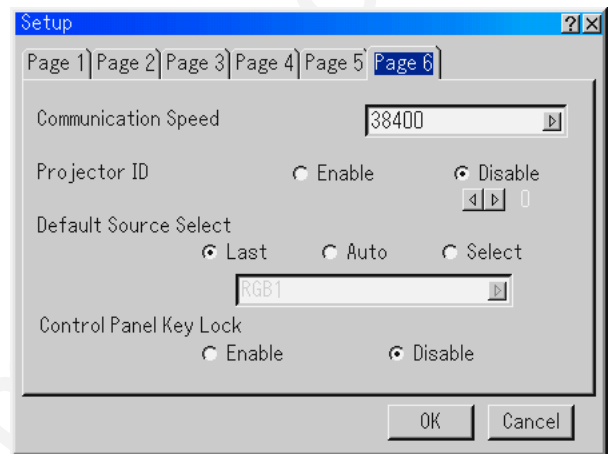 Setup
Page 1 Page 2 Page 3 Page 4 Page 5 Page 6
Communication Speed 38400
Projector ID Enable Disable
0
Default Source Select
Last Auto Select
RGB1
Control Panel Key Lock
Enable Disable
OK Cancel